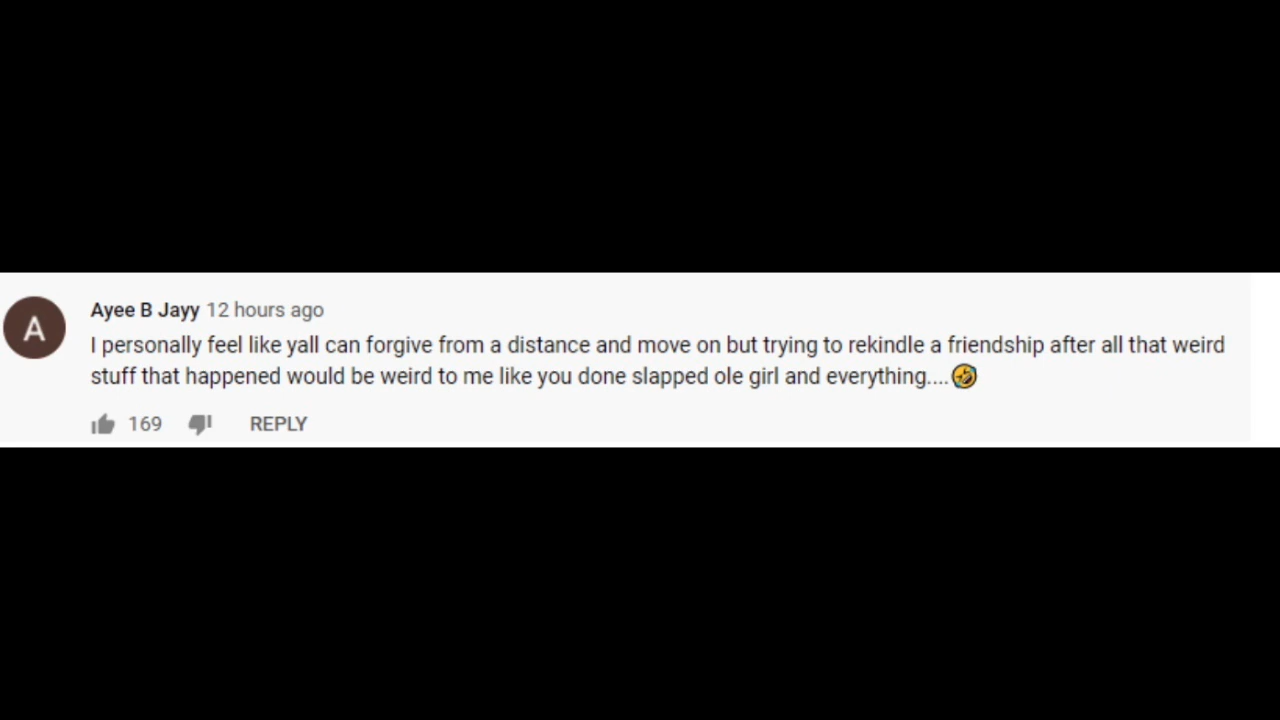 A
Ayee B Jayy 12 hours ago
I personally feel like yall can forgive from a distance and move on but trying to rekindle a friendship after all that weird
stuff that happened would be weird to me like you done slapped ole girl and everything....🤣
169 REPLY